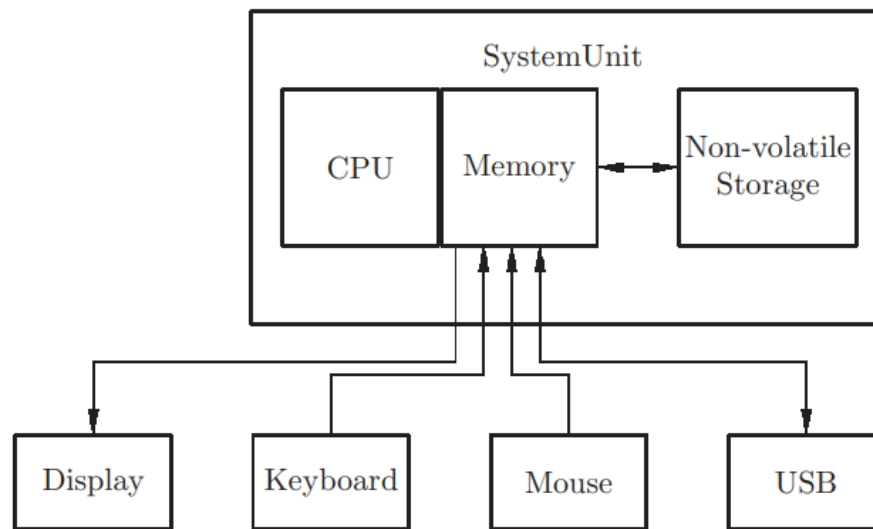 SystemUnit
CPU
Memory
Non-volatile
Storage
Display
Keyboard
Mouse
USB